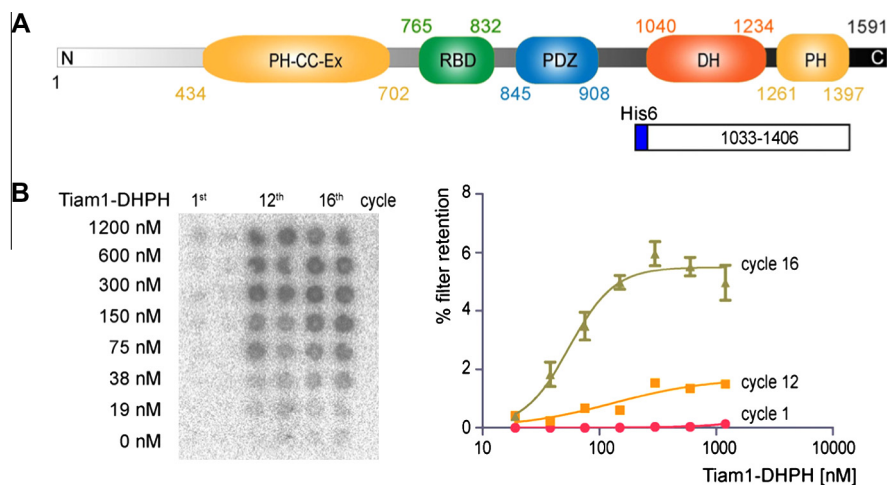 A
765 832 1040 1234 1591
N PH-CC-Ex RBD PDZ DH PH C
1 434 702 845 908 1261 1397
His6
1033-1406
B
Tiam1-DHPH 1st 12th 16th cycle
1200 nM
600 nM
300 nM
150 nM
75 nM
38 nM
19 nM
0 nM
% filter retention
8
6
4
2
0
cycle 16
cycle 12
cycle 1
10 100 1000 10000
Tiam1-DHPH [nM]